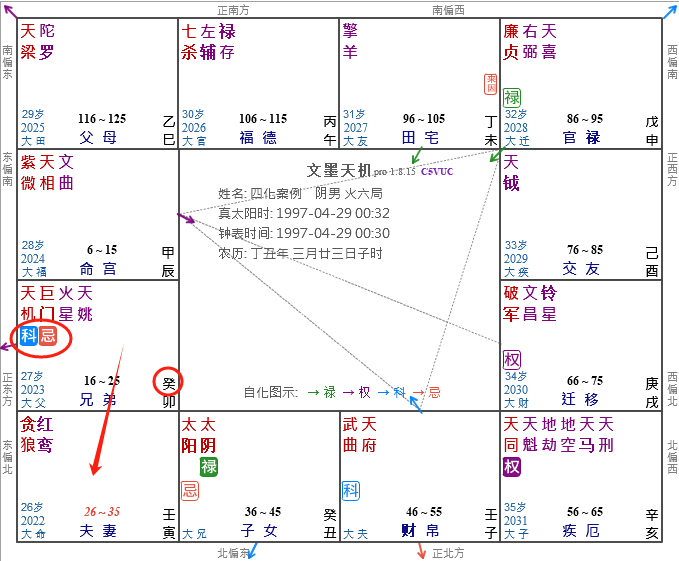 正南方
南偏西
南偏东
天陀
梁罗
29岁
2025
大田
116～125
父母
乙
巳
七左禄
杀辅存
30岁
2026
大官
106～115
福德
丙
午
擎
羊
来因
31岁
2027
大友
96～105
田宅
丁
未
廉右天
贞弼喜
禄
32岁
2028
大迁
86～95
官禄
戊
申
西偏南
东偏南
紫天文
微相曲
28岁
2024
大福
6～15
命宫
甲
辰
文墨天机.pro 1.8.15 C5VUC
姓名: 四化案例 阴男 火六局
真太阳时: 1997-04-29 00:32
钟表时间: 1997-04-29 00:30
农历: 丁丑年 三月廿三日子时
天
钺
33岁
2029
大疾
76～85
交友
己
酉
正西方
正东方
天巨火天
机门星姚
科忌
27岁
2023
大父
16～25
兄弟
癸
卯
自化图示: →禄 →权 →科 →忌
破文铃
军昌星
权
34岁
2030
大财
66～75
迁移
庚
戌
西偏北
东偏北
贪红
狼鸾
26岁
2022
大命
26～35
夫妻
壬
寅
太太
阳阴
禄
忌
大兄
36～45
子女
癸
丑
武天
曲府
科
大夫
46～55
财帛
壬
子
天天地地天天
同魁劫空马刑
权
35岁
2031
大子
56～65
疾厄
辛
亥
北偏西
北偏东
正北方